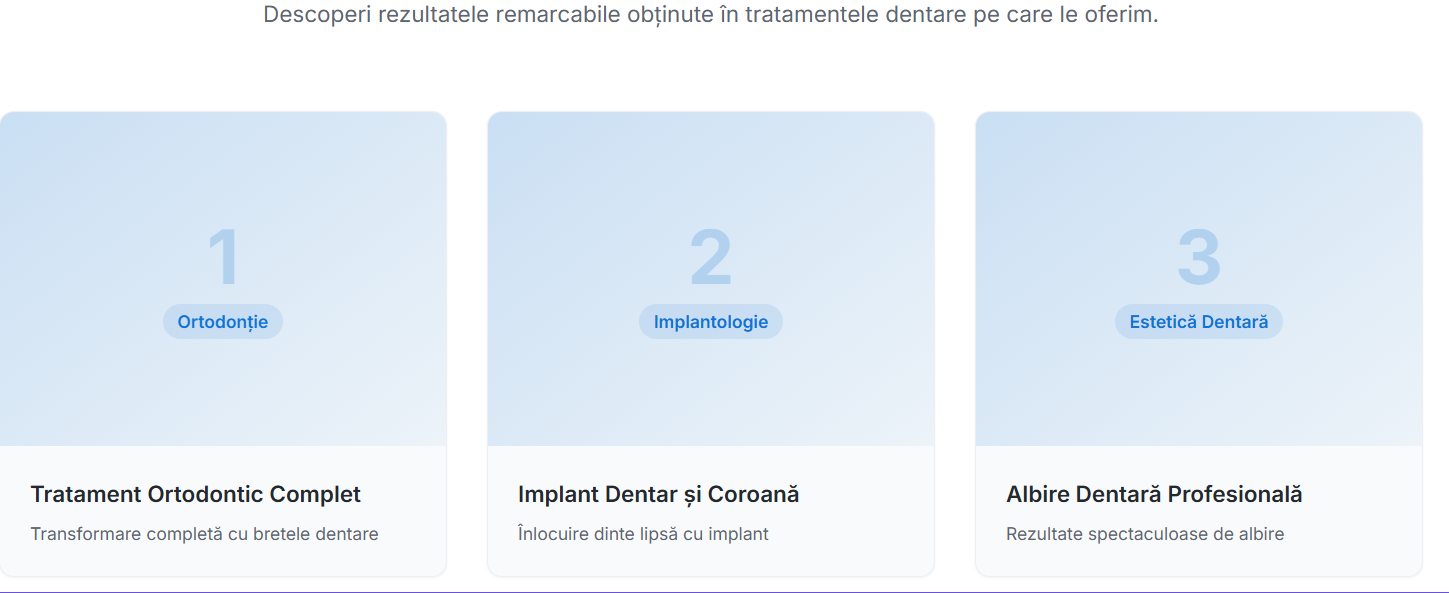 Descoperi rezultatele remarcabile obținute în tratamentele dentare pe care le oferim.
1
Ortodonție
Tratament Ortodontic Complet
Transformare completă cu bretele dentare
2
Implantologie
Implant Dentar și Coroană
Înlocuire dinte lipsă cu implant
3
Estetică Dentară
Albire Dentară Profesională
Rezultate spectaculoase de albire